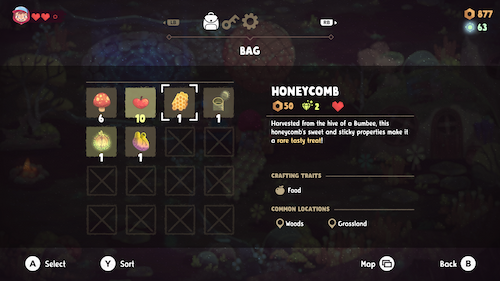 LB
RB
877
63
BAG
6
10
1
1
1
1
HONEYCOMB
50
2
Harvested from the hive of a Bumbee, this
honeycomb's sweet and sticky properties make it
a rare tasty treat!
CRAFTING TRAITS
Food
COMMON LOCATIONS
Woods
Grassland
A Select
Y Sort
Map
Back B